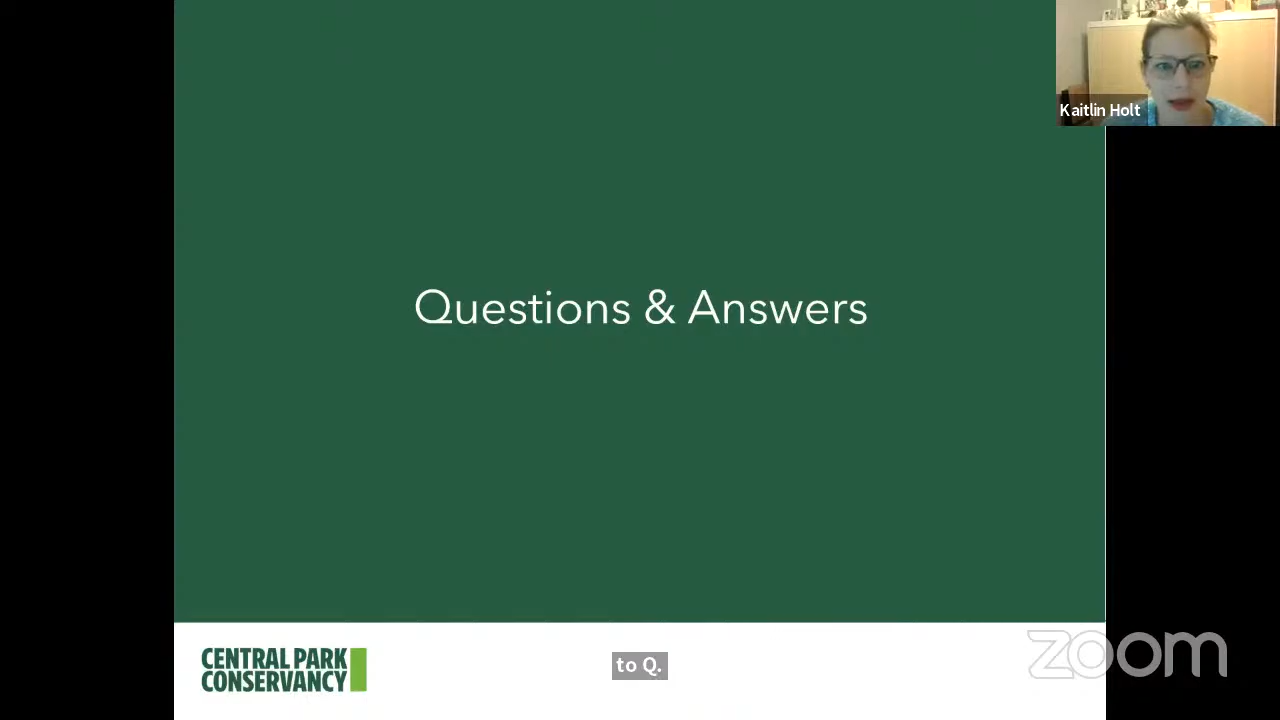 Kaitlin Holt
Questions & Answers
CENTRAL PARK
CONSERVANCY
to Q.
zoom